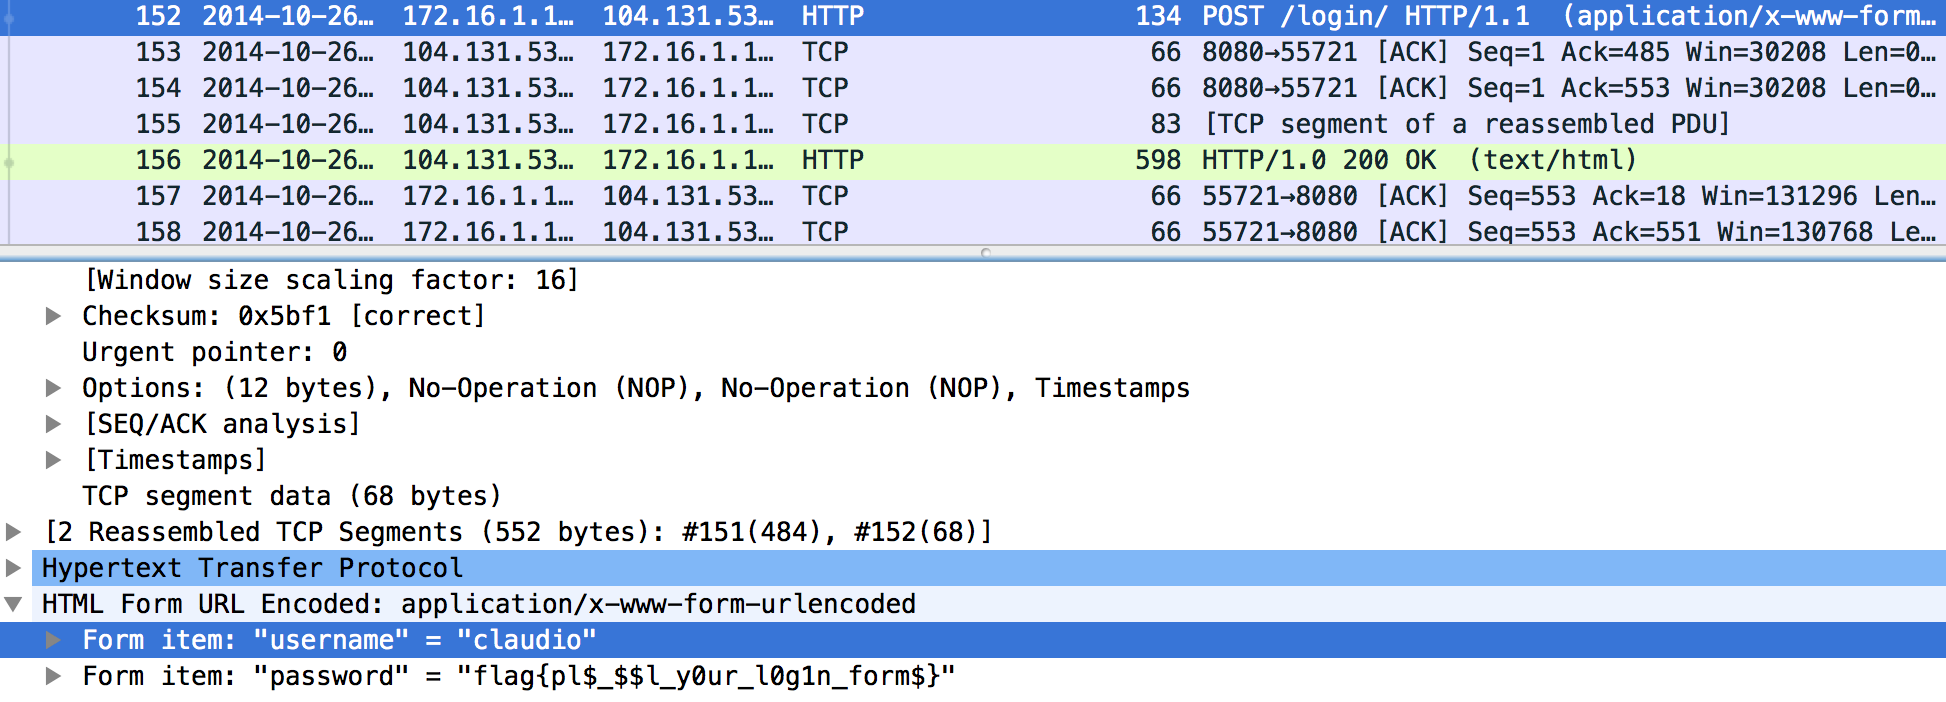 152 2014-10-26… 172.16.1.1… 104.131.53… HTTP 134 POST /login/ HTTP/1.1 (application/x-www-form…
153 2014-10-26… 104.131.53… 172.16.1.1… TCP 66 8080→55721 [ACK] Seq=1 Ack=485 Win=30208 Len=0…
154 2014-10-26… 104.131.53… 172.16.1.1… TCP 66 8080→55721 [ACK] Seq=1 Ack=553 Win=30208 Len=0…
155 2014-10-26… 104.131.53… 172.16.1.1… TCP 83 [TCP segment of a reassembled PDU]
156 2014-10-26… 104.131.53… 172.16.1.1… HTTP 598 HTTP/1.0 200 OK (text/html)
157 2014-10-26… 172.16.1.1… 104.131.53… TCP 66 55721→8080 [ACK] Seq=553 Ack=18 Win=131296 Len…
158 2014-10-26… 172.16.1.1… 104.131.53… TCP 66 55721→8080 [ACK] Seq=553 Ack=551 Win=130768 Le…
[Window size scaling factor: 16]
Checksum: 0x5bf1 [correct]
Urgent pointer: 0
Options: (12 bytes), No-Operation (NOP), No-Operation (NOP), Timestamps
[SEQ/ACK analysis]
[Timestamps]
TCP segment data (68 bytes)
[2 Reassembled TCP Segments (552 bytes): #151(484), #152(68)]
Hypertext Transfer Protocol
HTML Form URL Encoded: application/x-www-form-urlencoded
Form item: "username" = "claudio"
Form item: "password" = "flag{pl$_$$l_y0ur_l0g1n_form$}"